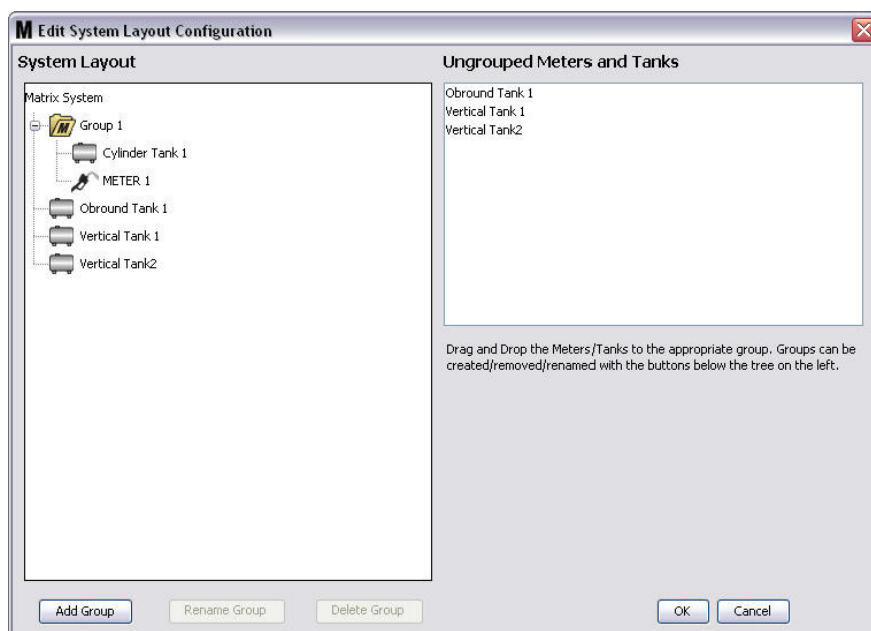 M Edit System Layout Configuration
System Layout
Matrix System
M Group 1
Cylinder Tank 1
METER 1
Obround Tank 1
Vertical Tank 1
Vertical Tank2
Ungrouped Meters and Tanks
Obround Tank 1
Vertical Tank 1
Vertical Tank2
Drag and Drop the Meters/Tanks to the appropriate group. Groups can be
created/removed/renamed with the buttons below the tree on the left.
Add Group Rename Group Delete Group OK Cancel